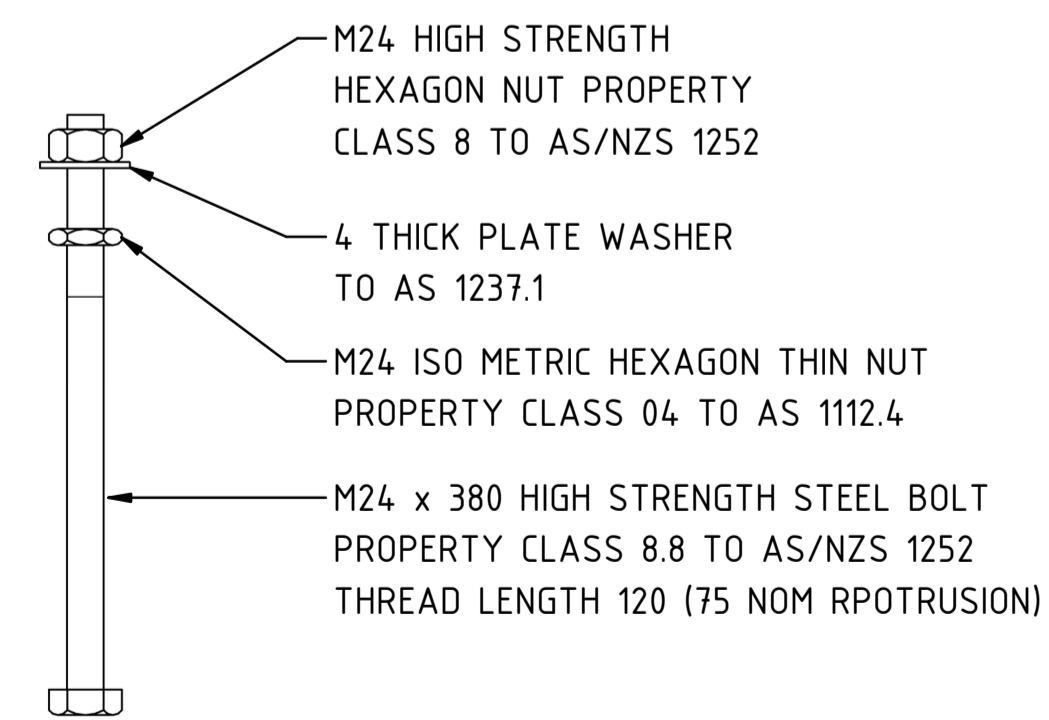 M24 HIGH STRENGTH
HEXAGON NUT PROPERTY
CLASS 8 TO AS/NZS 1252
4 THICK PLATE WASHER
TO AS 1237.1
M24 ISO METRIC HEXAGON THIN NUT
PROPERTY CLASS 04 TO AS 1112.4
M24 x 380 HIGH STRENGTH STEEL BOLT
PROPERTY CLASS 8.8 TO AS/NZS 1252
THREAD LENGTH 120 (75 NOM RPOTRUSION)